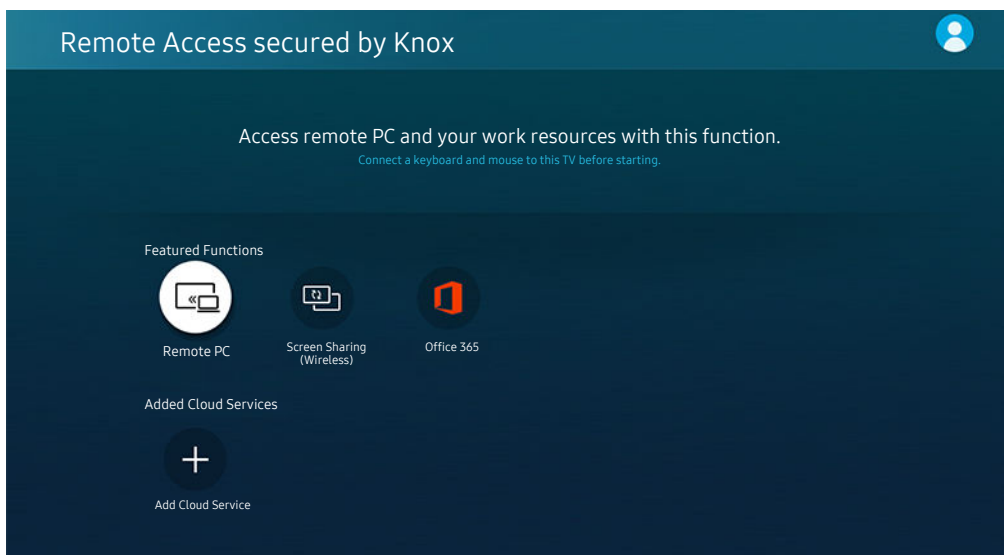 Remote Access secured by Knox
Access remote PC and your work resources with this function.
Connect a keyboard and mouse to this TV before starting.
Featured Functions
Remote PC
Screen Sharing
(Wireless)
Office 365
Added Cloud Services
Add Cloud Service